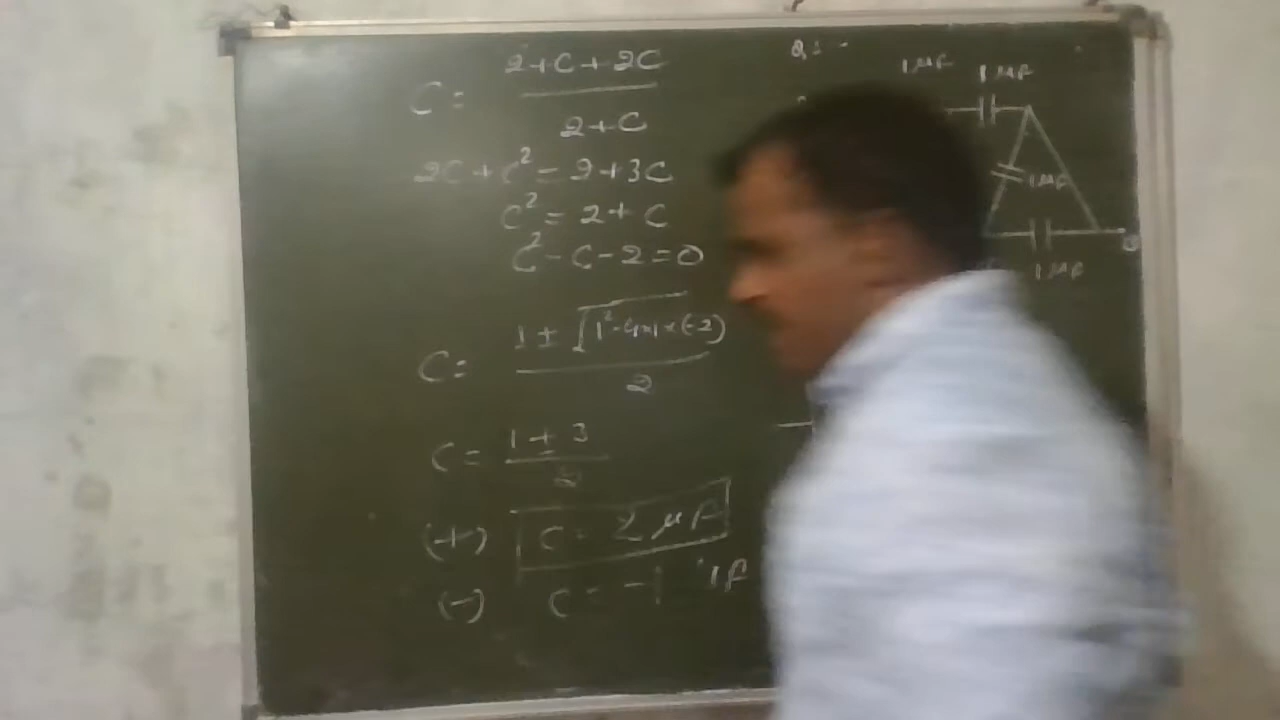 C = (2+C+2C)/(2+C)
2C+C² = 2+3C
C² = 2+C
C²-C-2=0
C = (1 ± √(1²-4×1×(-2)))/2
C = (1 ± 3)/2
(+) C = 2 μF
(-) C = -1 μF
1 μF
1 μF
1 μF
1 μF